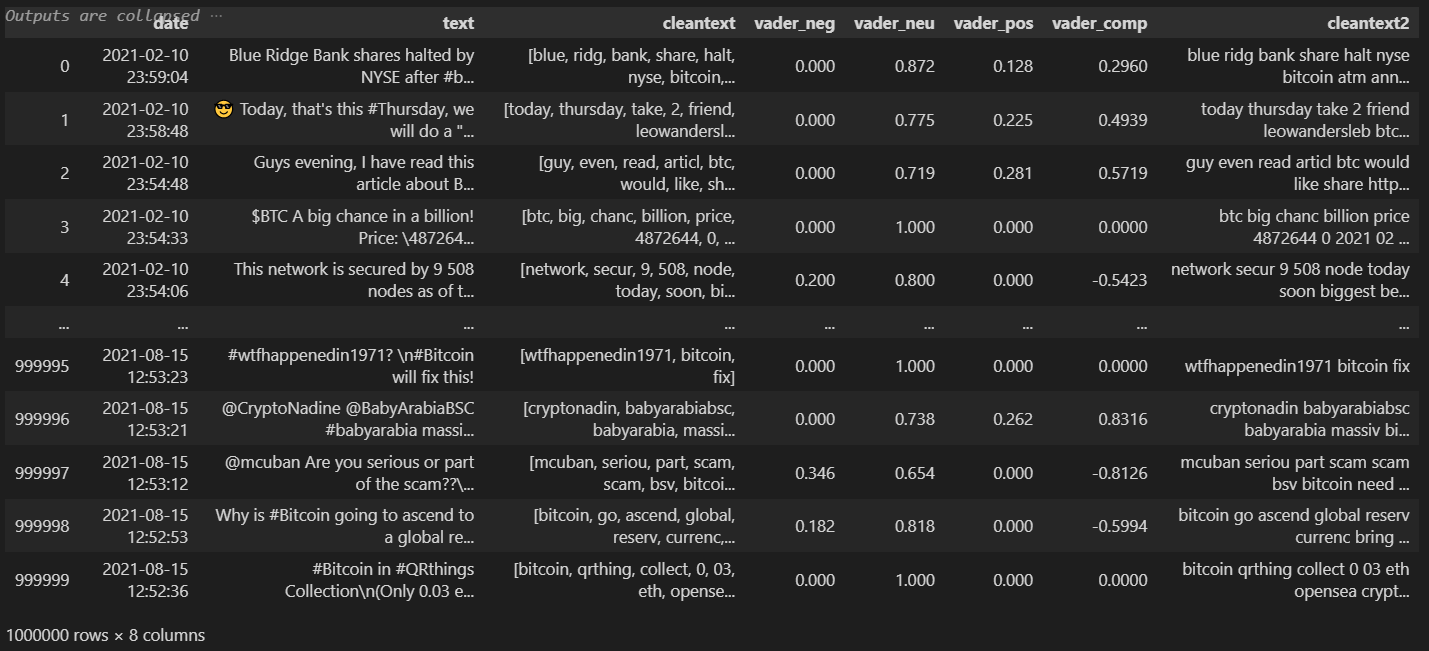 Outputs are collapsed ...
date text cleantext vader_neg vader_neu vader_pos vader_comp cleantext2
0 2021-02-10 23:59:04 Blue Ridge Bank shares halted by NYSE after #b... [blue, ridg, bank, share, halt, nyse, bitcoin,... 0.000 0.872 0.128 0.2960 blue ridg bank share halt nyse bitcoin atm ann...
1 2021-02-10 23:58:48 😎 Today, that's this #Thursday, we will do a "... [today, thursday, take, 2, friend, leowandersl... 0.000 0.775 0.225 0.4939 today thursday take 2 friend leowandersleb btc...
2 2021-02-10 23:54:48 Guys evening, I have read this article about B... [guy, even, read, articl, btc, would, like, sh... 0.000 0.719 0.281 0.5719 guy even read articl btc would like share http...
3 2021-02-10 23:54:33 $BTC A big chance in a billion! Price: \487264... [btc, big, chanc, billion, price, 4872644, 0, ... 0.000 1.000 0.000 0.0000 btc big chanc billion price 4872644 0 2021 02 ...
4 2021-02-10 23:54:06 This network is secured by 9 508 nodes as of t... [network, secur, 9, 508, node, today, soon, bi... 0.200 0.800 0.000 -0.5423 network secur 9 508 node today soon biggest be...
... ... ... ... ... ... ... ... ...
999995 2021-08-15 12:53:23 #wtfhappenedin1971? \n#Bitcoin will fix this! [wtfhappenedin1971, bitcoin, fix] 0.000 1.000 0.000 0.0000 wtfhappenedin1971 bitcoin fix
999996 2021-08-15 12:53:21 @CryptoNadine @BabyArabiaBSC #babyarabia massi... [cryptonadin, babyarabiabsc, babyarabia, massi... 0.000 0.738 0.262 0.8316 cryptonadin babyarabiabsc babyarabia massiv bi...
999997 2021-08-15 12:53:12 @mcuban Are you serious or part of the scam??\... [mcuban, seriou, part, scam, scam, bsv, bitcoi... 0.346 0.654 0.000 -0.8126 mcuban seriou part scam scam bsv bitcoin need ...
999998 2021-08-15 12:52:53 Why is #Bitcoin going to ascend to a global re... [bitcoin, go, ascend, global, reserv, currenc,... 0.182 0.818 0.000 -0.5994 bitcoin go ascend global reserv currenc bring ...
999999 2021-08-15 12:52:36 #Bitcoin in #QRthings Collection\n(Only 0.03 e... [bitcoin, qrthing, collect, 0, 03, eth, opense... 0.000 1.000 0.000 0.0000 bitcoin qrthing collect 0 03 eth opensea crypt...
1000000 rows × 8 columns